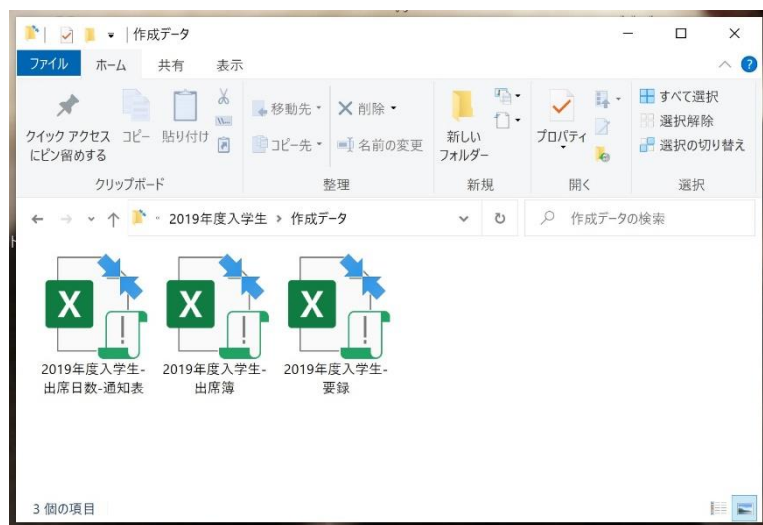 作成データ
ファイル ホーム 共有 表示
クイック アクセス
にピン留めする
コピー
貼り付け
移動先
コピー先
削除
名前の変更
新しい
フォルダー
プロパティ
すべて選択
選択解除
選択の切り替え
クリップボード 整理 新規 開く 選択
2019年度入学生 › 作成データ
作成データの検索
2019年度入学生-
出席日数-通知表
2019年度入学生-
出席簿
2019年度入学生-
要録
3 個の項目